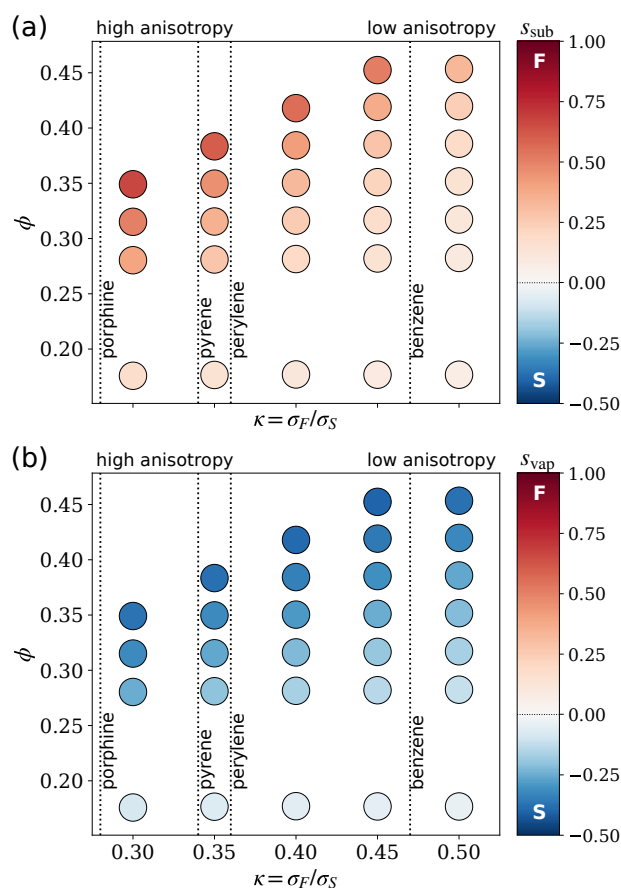 (a)
high anisotropy
low anisotropy
s_sub
0.45
0.40
0.35
0.30
0.25
0.20
ϕ
porphine
pyrene
perylene
benzene
κ = σ_F/σ_S
F
S
1.00
0.75
0.50
0.25
0.00
−0.25
−0.50
(b)
high anisotropy
low anisotropy
s_vap
0.45
0.40
0.35
0.30
0.25
0.20
ϕ
porphine
pyrene
perylene
benzene
0.30 0.35 0.40 0.45 0.50
κ = σ_F/σ_S
F
S
1.00
0.75
0.50
0.25
0.00
−0.25
−0.50